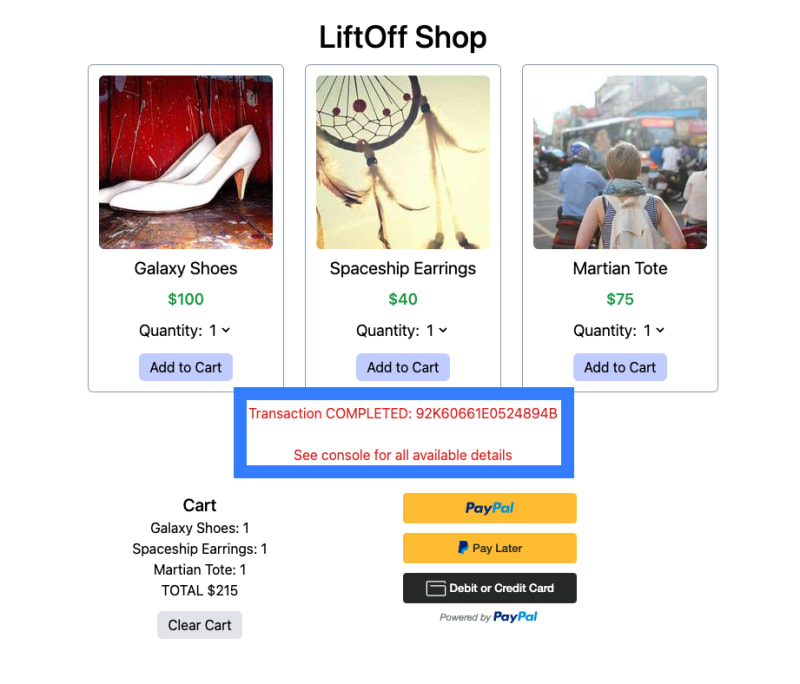 LiftOff Shop
Galaxy Shoes
$100
Quantity: 1
Add to Cart
Spaceship Earrings
$40
Quantity: 1
Add to Cart
Martian Tote
$75
Quantity: 1
Add to Cart
Transaction COMPLETED: 92K60661E0524894B
See console for all available details
Cart
Galaxy Shoes: 1
Spaceship Earrings: 1
Martian Tote: 1
TOTAL $215
Clear Cart
PayPal
Pay Later
Debit or Credit Card
Powered by PayPal